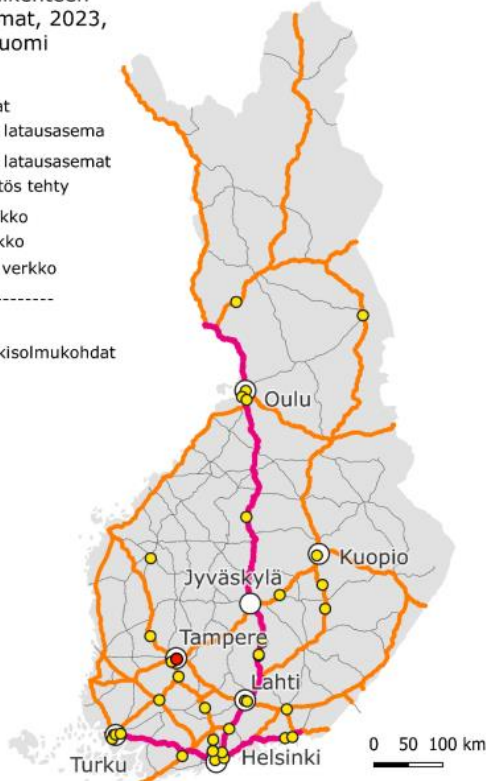 mat, 2023,
uomi
at
latausasema
latausasemat
tös tehty
kko
kko
verkko
--------
kisolmukohdat
Oulu
Kuopio
Jyväskylä
Tampere
Lahti
Helsinki
Turku
0 50 100 km